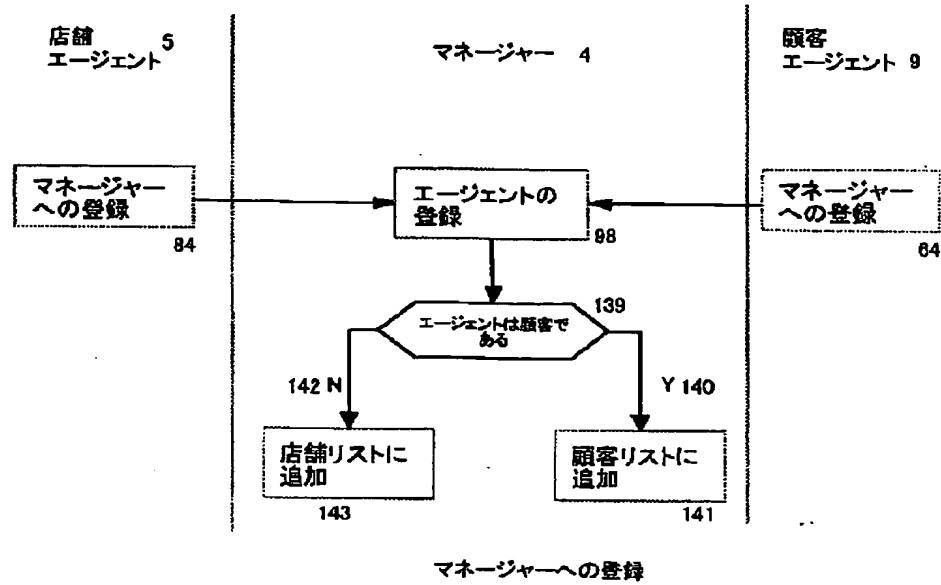 店舗
エージェント 5
マネージャー 4
顧客
エージェント 9
マネージャー
への登録
84
エージェントの
登録
98
マネージャー
への登録
64
エージェントは顧客で
ある
139
142 N
Y 140
店舗リストに
追加
143
顧客リストに
追加
141
マネージャーへの登録